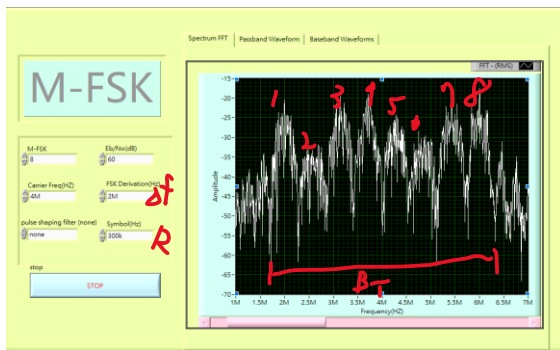 Spectrum FFT Passband Waveform Baseband Waveforms
FFT - (RMS)
M-FSK
M-FSK
8
Eb/No(dB)
60
Carrier Freq(HZ)
4M
FSK Derivation(Hz)
2M
Δf
pulse shaping filter (none)
none
Symbol(Hz)
300k
R
stop
STOP
1 2 3 4 5 6 7 8
Amplitude
-15
-20
-25
-30
-35
-40
-45
-50
-55
-60
-65
-70
BT
1M 1.5M 2M 2.5M 3M 3.5M 4M 4.5M 5M 5.5M 6M 6.5M 7M
Frequency(HZ)